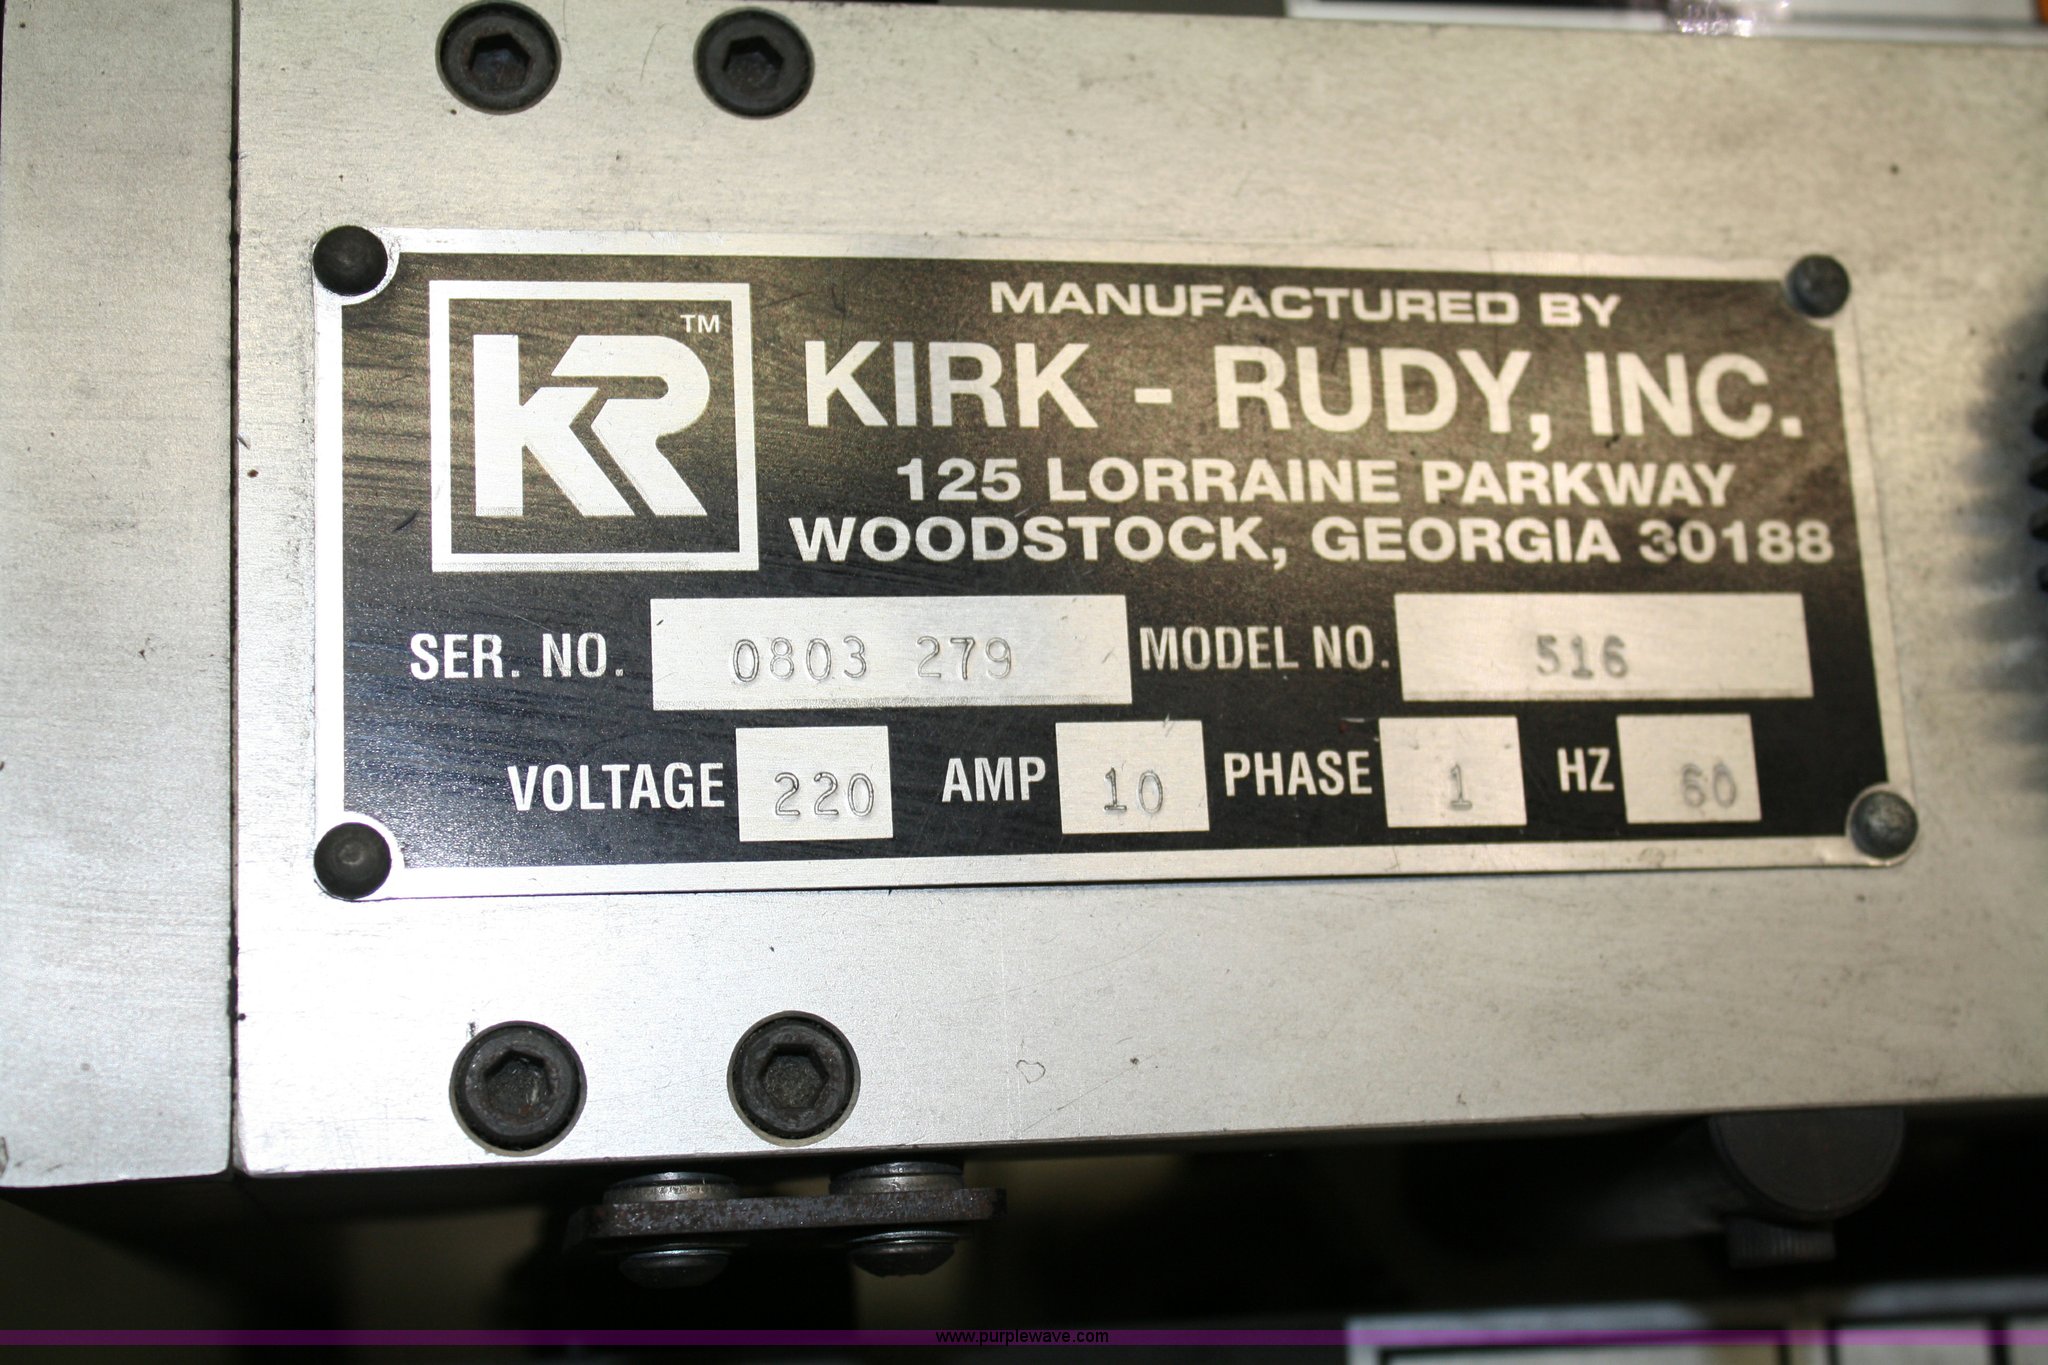 KR TM
MANUFACTURED BY
KIRK - RUDY, INC.
125 LORRAINE PARKWAY
WOODSTOCK, GEORGIA 30188
SER. NO. 0803 279 MODEL NO. 516
VOLTAGE 220 AMP 10 PHASE 1 HZ 60
www.purplewave.com